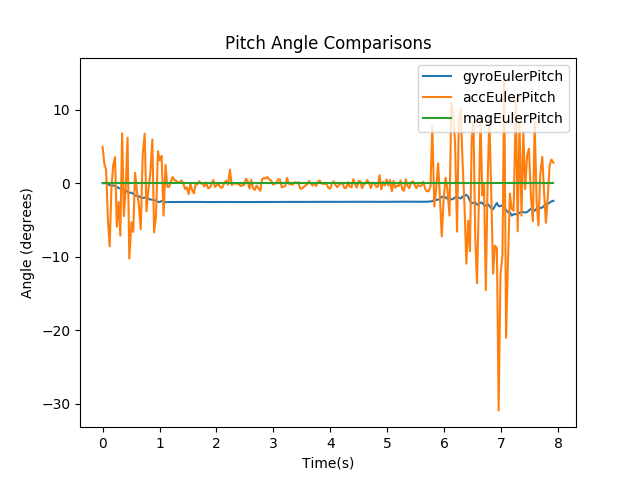 Pitch Angle Comparisons
gyroEulerPitch
accEulerPitch
magEulerPitch
Angle (degrees)
10
0
−10
−20
−30
0 1 2 3 4 5 6 7 8
Time(s)